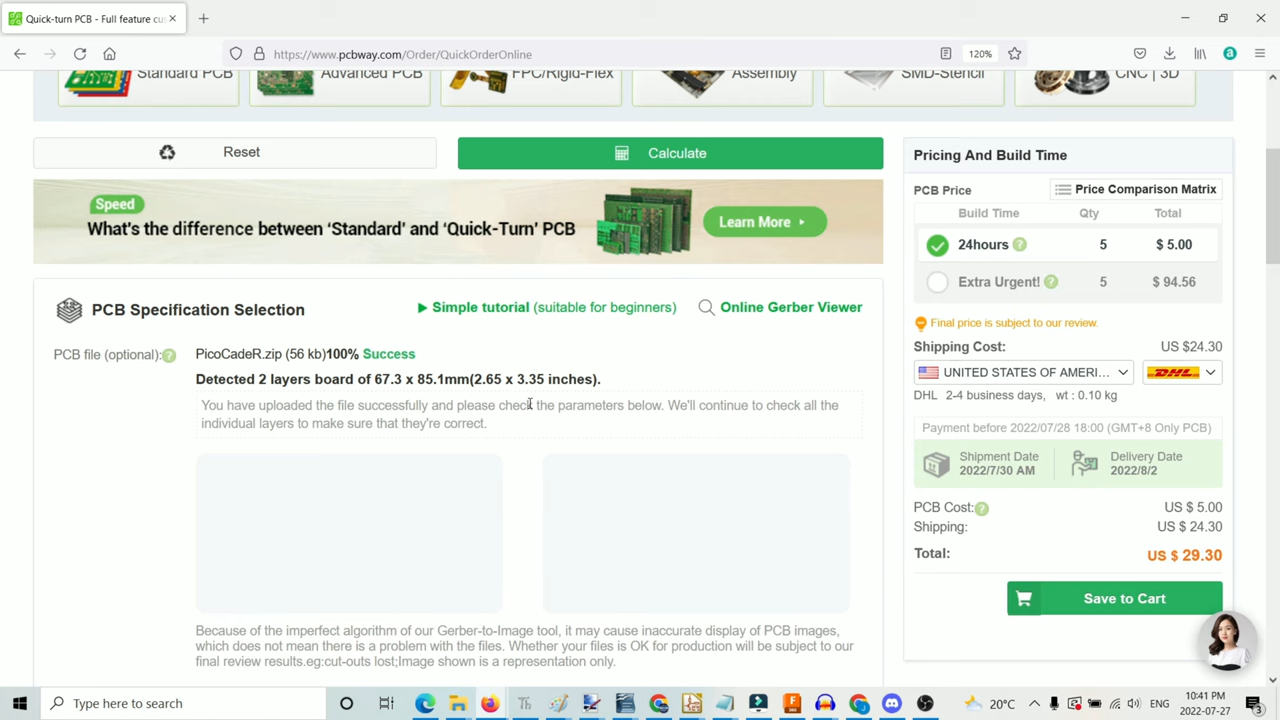 Quick-turn PCB - Full feature cus
https://www.pcbway.com/Order/QuickOrderOnline
120%
a
Standard PCB
Advanced PCB
FPC/Rigid-Flex
Assembly
SMD-Stencil
CNC | 3D
Reset
Calculate
Speed
What's the difference between 'Standard' and 'Quick-Turn' PCB
Learn More
PCB Specification Selection
Simple tutorial (suitable for beginners)
Online Gerber Viewer
PCB file (optional):?
PicoCadeR.zip (56 kb)100% Success
Detected 2 layers board of 67.3 x 85.1mm(2.65 x 3.35 inches).
You have uploaded the file successfully and please check the parameters below. We'll continue to check all the
individual layers to make sure that they're correct.
Because of the imperfect algorithm of our Gerber-to-Image tool, it may cause inaccurate display of PCB images,
which does not mean there is a problem with the files. Whether your files is OK for production will be subject to our
final review results.eg:cut-outs lost;Image shown is a representation only.
Pricing And Build Time
PCB Price
Price Comparison Matrix
Build Time Qty Total
24hours ? 5 $ 5.00
Extra Urgent! ? 5 $ 94.56
Final price is subject to our review.
Shipping Cost: US $24.30
UNITED STATES OF AMERI...
DHL
DHL 2-4 business days, wt : 0.10 kg
Payment before 2022/07/28 18:00 (GMT+8 Only PCB)
Shipment Date
2022/7/30 AM
Delivery Date
2022/8/2
PCB Cost:? US $ 5.00
Shipping: US $ 24.30
Total: US $ 29.30
Save to Cart
Type here to search
20°C
ENG
10:41 PM
2022-07-27
3